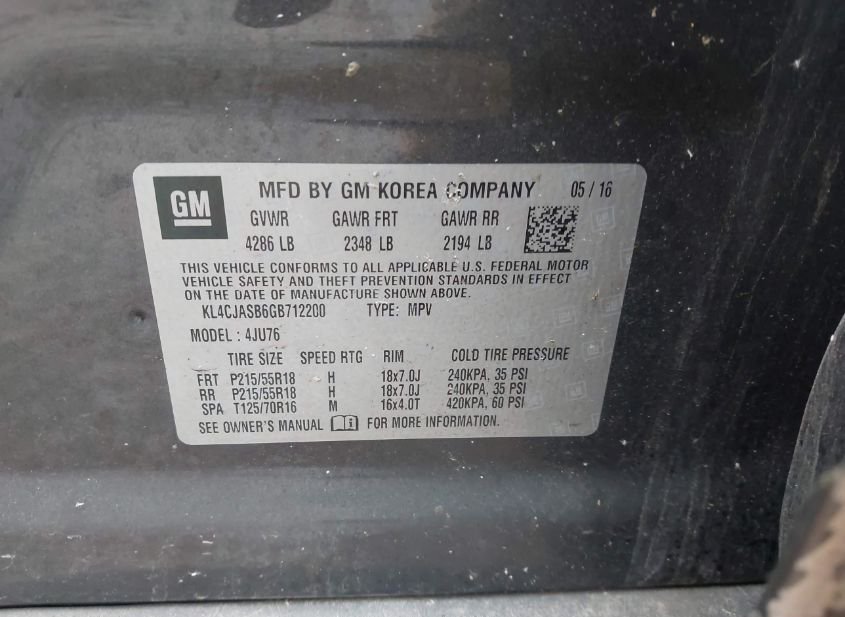 GM MFD BY GM KOREA COMPANY 05 / 16
GVWR GAWR FRT GAWR RR
4286 LB 2348 LB 2194 LB
THIS VEHICLE CONFORMS TO ALL APPLICABLE U.S. FEDERAL MOTOR
VEHICLE SAFETY AND THEFT PREVENTION STANDARDS IN EFFECT
ON THE DATE OF MANUFACTURE SHOWN ABOVE.
KL4CJASB6GB712200 TYPE: MPV
MODEL : 4JU76
TIRE SIZE SPEED RTG RIM COLD TIRE PRESSURE
FRT P215/55R18 H 18x7.0J 240KPA, 35 PSI
RR P215/55R18 H 18x7.0J 240KPA, 35 PSI
SPA T125/70R16 M 16x4.0T 420KPA, 60 PSI
SEE OWNER'S MANUAL FOR MORE INFORMATION.